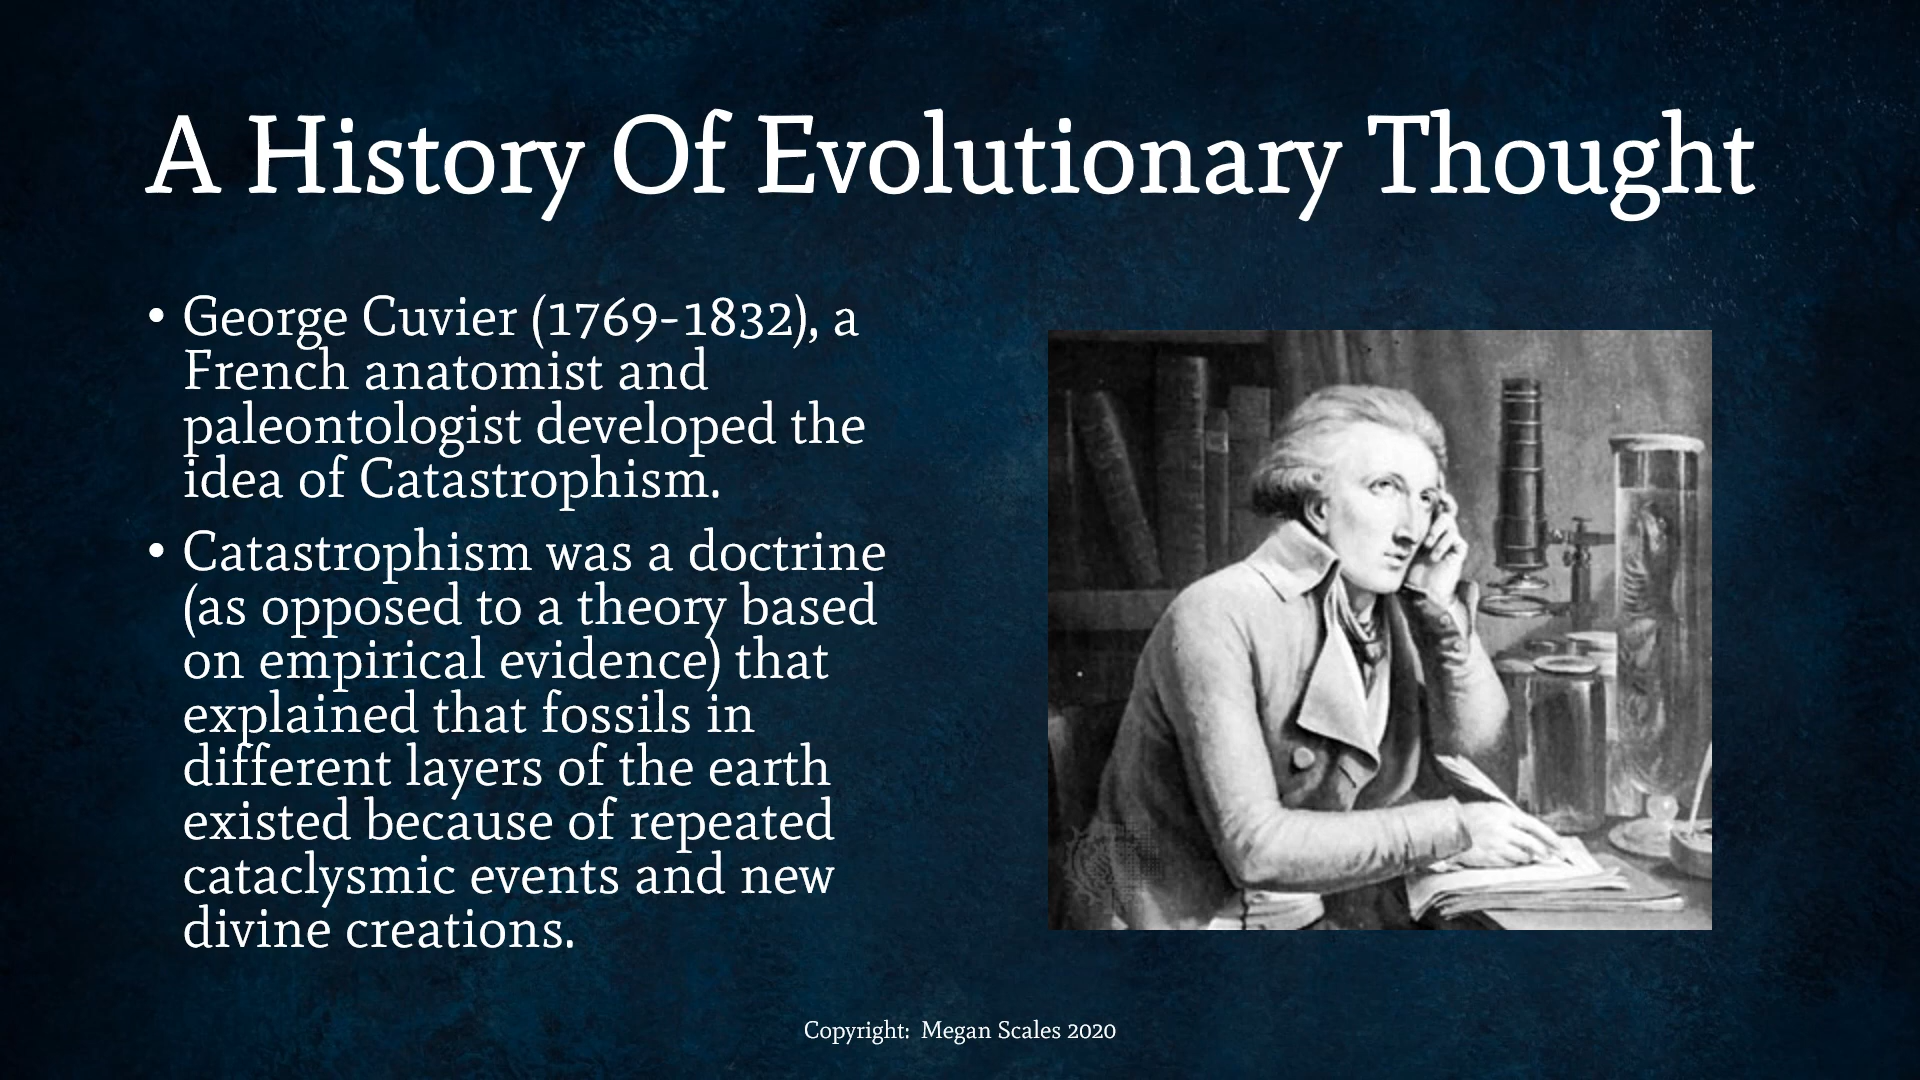 A History Of Evolutionary Thought
• George Cuvier (1769-1832), a
French anatomist and
paleontologist developed the
idea of Catastrophism.
• Catastrophism was a doctrine
(as opposed to a theory based
on empirical evidence) that
explained that fossils in
different layers of the earth
existed because of repeated
cataclysmic events and new
divine creations.
Copyright:  Megan Scales 2020